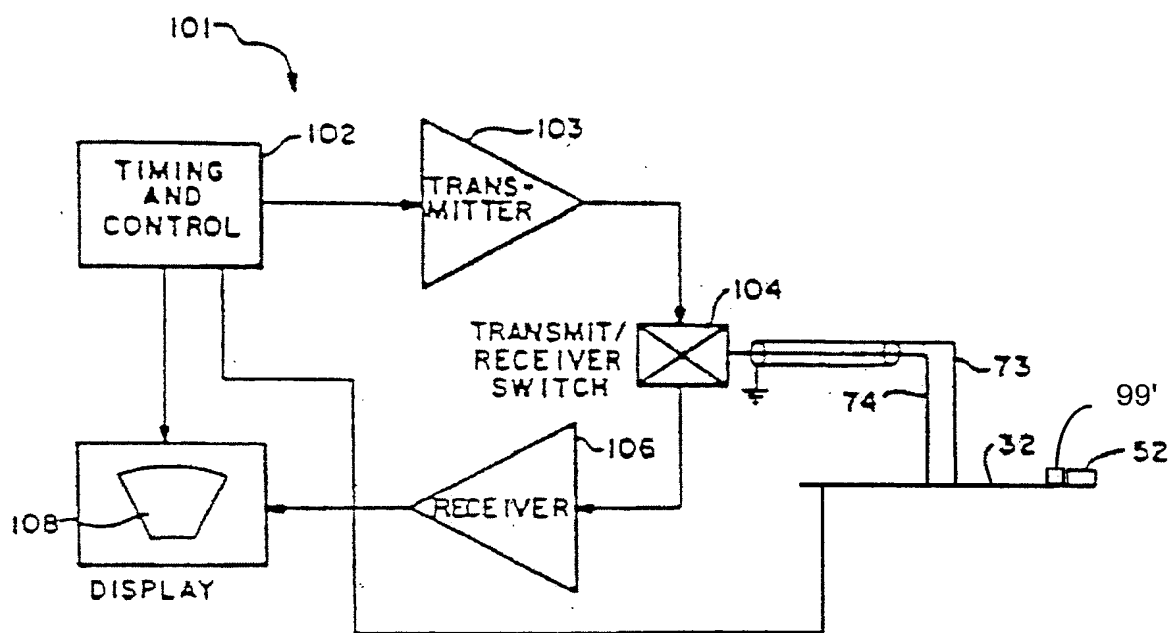 101
102
TIMING
AND
CONTROL
103
TRANS-
MITTER
104
TRANSMIT/
RECEIVER
SWITCH
73
74
99'
32
52
106
RECEIVER
108
DISPLAY